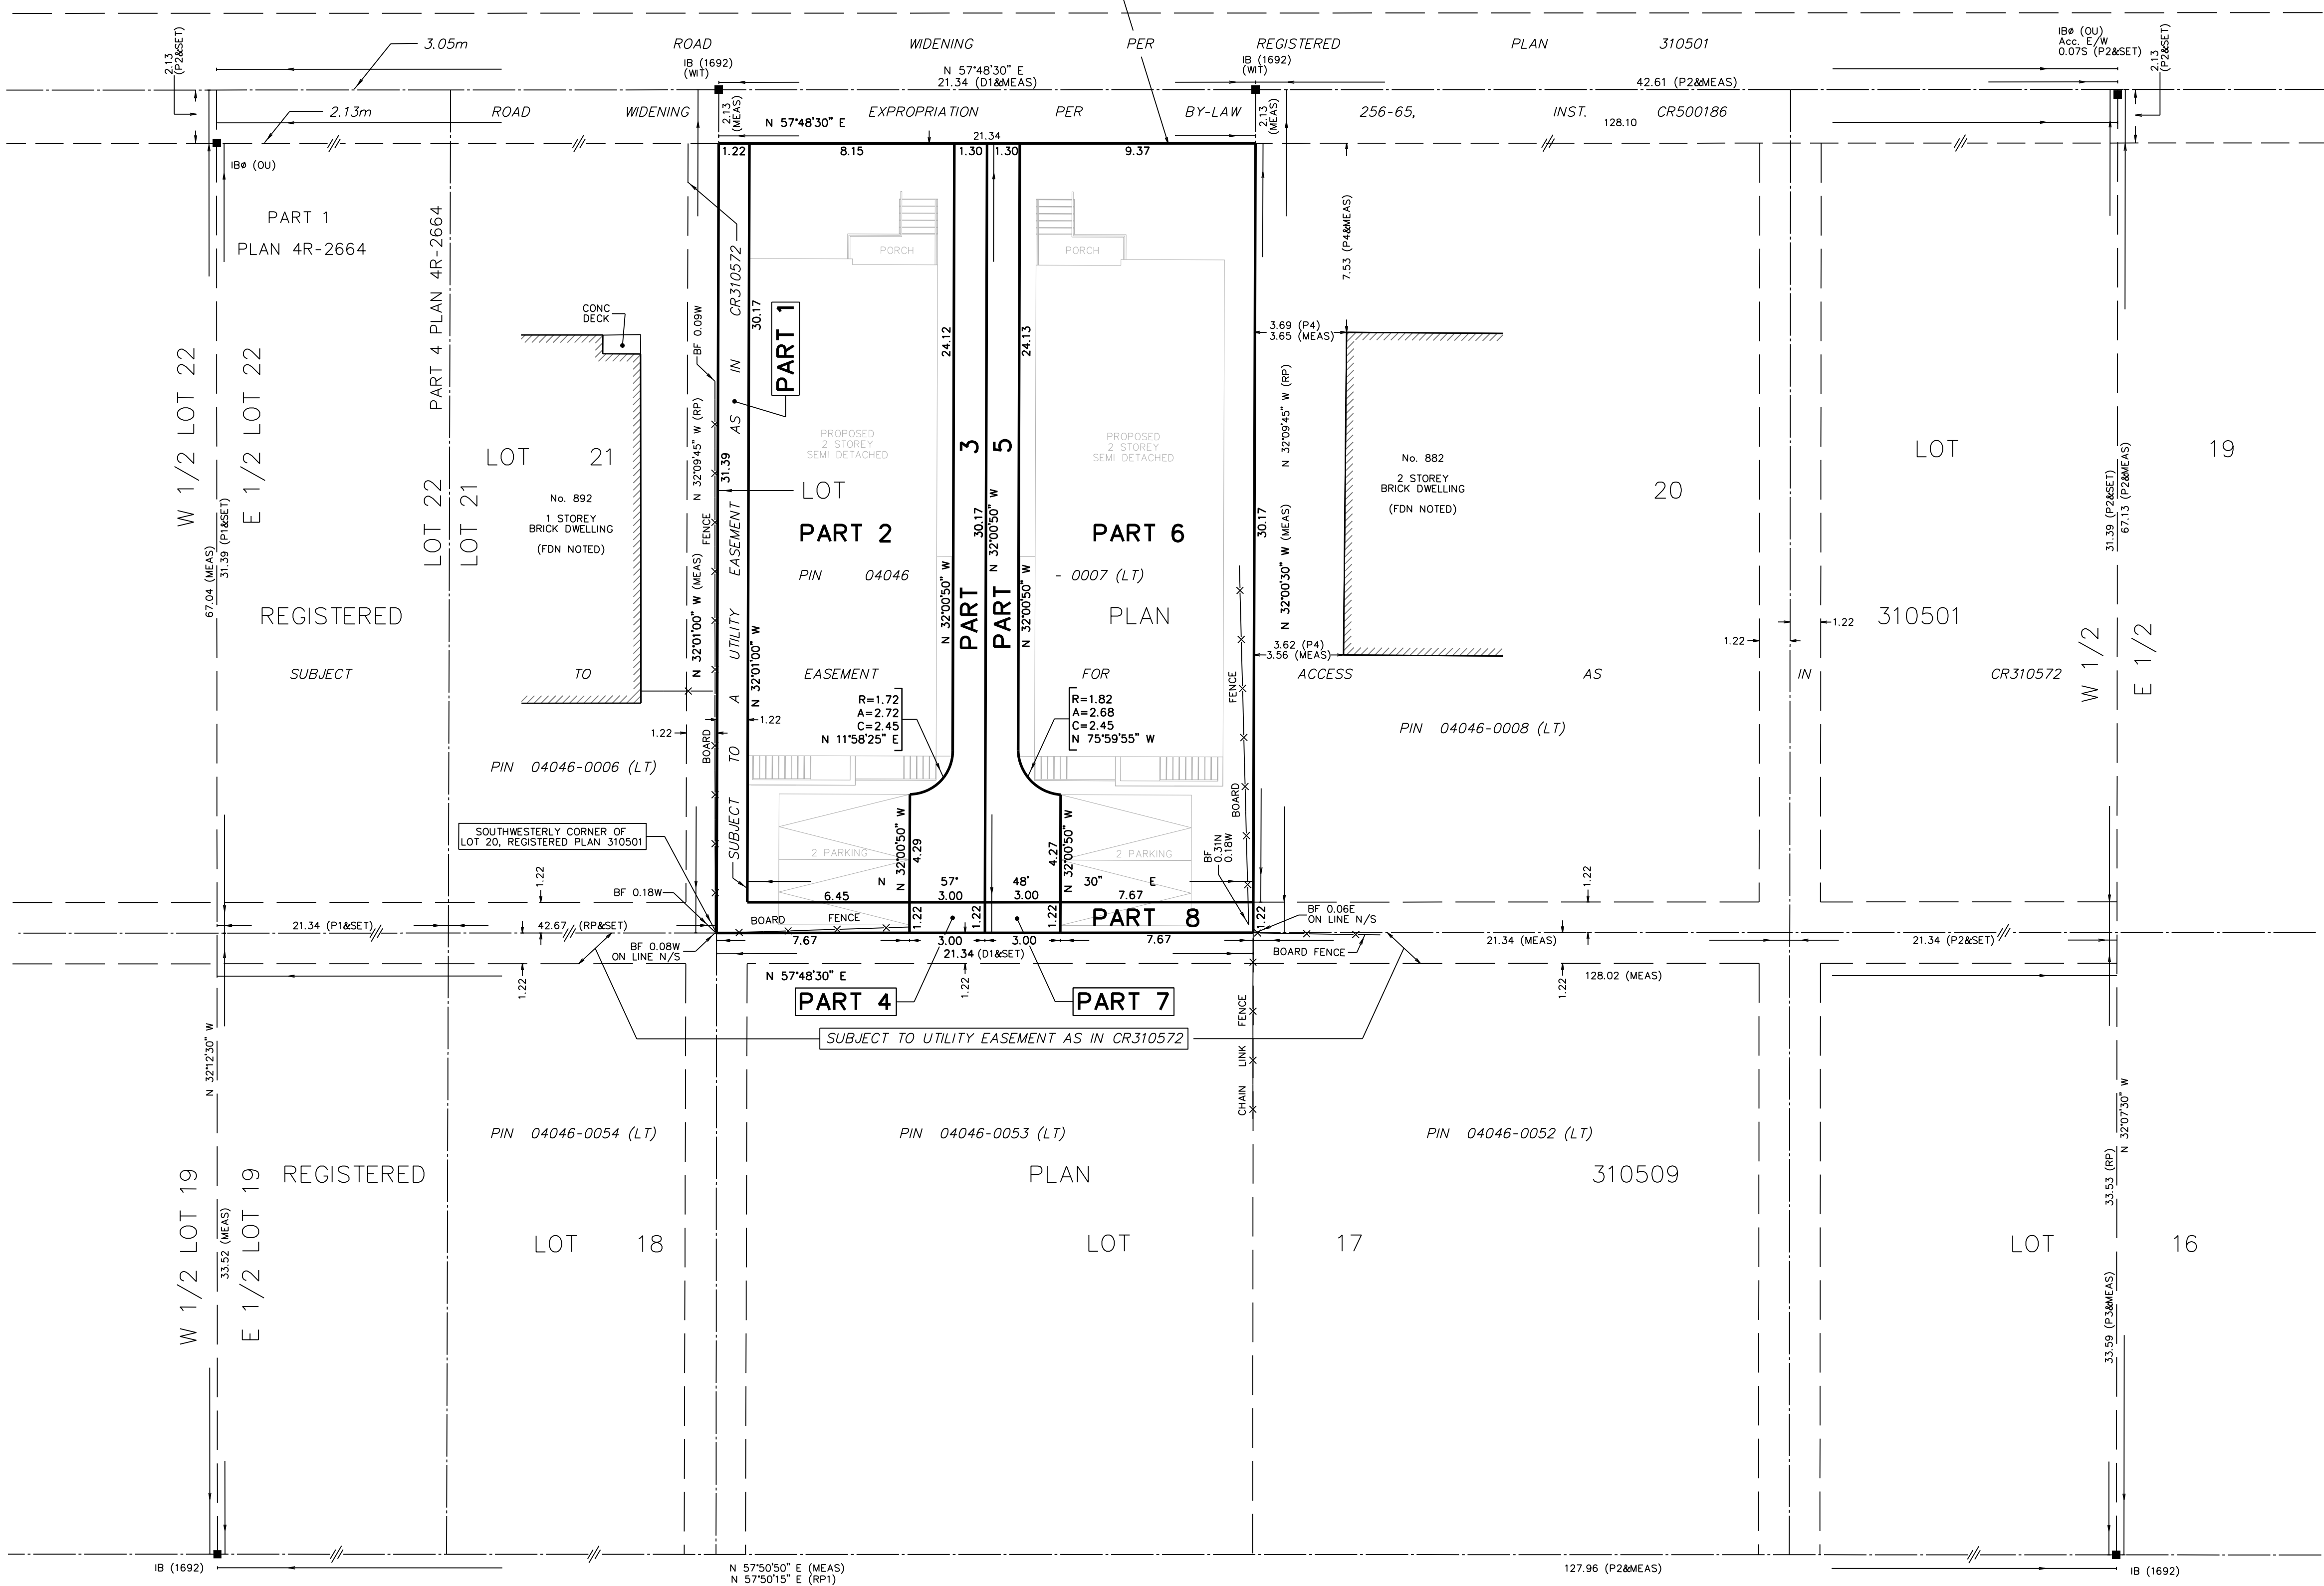 3.05m
ROAD WIDENING PER REGISTERED PLAN 310501
2.13
(P2&SET)
IB (1692)
(WIT)
N 57°48'30" E
21.34 (D1&MEAS)
IB (1692)
(WIT)
42.61 (P2&MEAS)
IBø (OU)
Acc. E/W
0.07S (P2&SET)
2.13
(P2&SET)
2.13m
ROAD WIDENING EXPROPRIATION PER BY-LAW 256-65, INST. CR500186
2.13
(MEAS)
N 57°48'30" E
21.34
2.13
(MEAS)
128.10
1.22
8.15
1.30
1.30
9.37
IBø (OU)
PART 1
PLAN 4R-2664
PART 4 PLAN 4R-2664
W 1/2 LOT 22
E 1/2 LOT 22
LOT 22
LOT 21
67.04 (MEAS)
31.39 (P1&SET)
CONC
DECK
LOT 21
No. 892
1 STOREY
BRICK DWELLING
(FDN NOTED)
BF 0.09W
N 32°09'45" W (RP)
N 32°01'00" W (MEAS)
FENCE
BOARD
31.39
SUBJECT TO A UTILITY EASEMENT AS IN CR310572
30.17
N 32°01'00" W
PART 1
PORCH
PORCH
PROPOSED
2 STOREY
SEMI DETACHED
PROPOSED
2 STOREY
SEMI DETACHED
24.12
N 32°00'50" W
PART 3
30.17
N 32°00'50" W
PART 5
24.13
N 32°00'50" W
7.53 (P4&MEAS)
3.69 (P4)
3.65 (MEAS)
N 32°09'45" W (RP)
N 32°00'30" W (MEAS)
30.17
No. 882
2 STOREY
BRICK DWELLING
(FDN NOTED)
3.62 (P4)
3.56 (MEAS)
LOT 20
LOT 19
PART 2
PART 6
PIN 04046 - 0007 (LT)
REGISTERED PLAN 310501
SUBJECT TO EASEMENT FOR ACCESS AS IN CR310572
31.39 (P2&SET)
67.13 (P2&MEAS)
W 1/2
E 1/2
1.22
1.22
R=1.72
A=2.72
C=2.45
N 11°58'25" E
R=1.82
A=2.68
C=2.45
N 75°59'55" W
1.22
1.22
PIN 04046-0006 (LT)
PIN 04046-0008 (LT)
FENCE
BOARD
SOUTHWESTERLY CORNER OF
LOT 20, REGISTERED PLAN 310501
2 PARKING
2 PARKING
N 32°00'50" W
4.29
4.27
N 32°00'50" W
BF
0.31N
0.18W
1.22
BF 0.18W
N 57° 48' 30" E
6.45
3.00
3.00
7.67
1.22
BOARD FENCE
1.22
1.22
1.22
PART 8
1.22
BF 0.06E
ON LINE N/S
21.34 (P1&SET)
42.67 (RP&SET)
BF 0.08W
ON LINE N/S
7.67
3.00
3.00
7.67
21.34 (D1&SET)
BOARD FENCE
21.34 (MEAS)
21.34 (P2&SET)
1.22
N 57°48'30" E
1.22
1.22
128.02 (MEAS)
PART 4
PART 7
SUBJECT TO UTILITY EASEMENT AS IN CR310572
N 32°12'30" W
CHAIN LINK FENCE
N 32°07'30" W
PIN 04046-0054 (LT)
PIN 04046-0053 (LT)
PIN 04046-0052 (LT)
REGISTERED PLAN 310509
W 1/2 LOT 19
E 1/2 LOT 19
33.52 (MEAS)
33.53 (RP)
33.59 (P3&MEAS)
LOT 18
LOT 17
LOT 16
IB (1692)
N 57°50'50" E (MEAS)
N 57°50'15" E (RP1)
127.96 (P2&MEAS)
IB (1692)